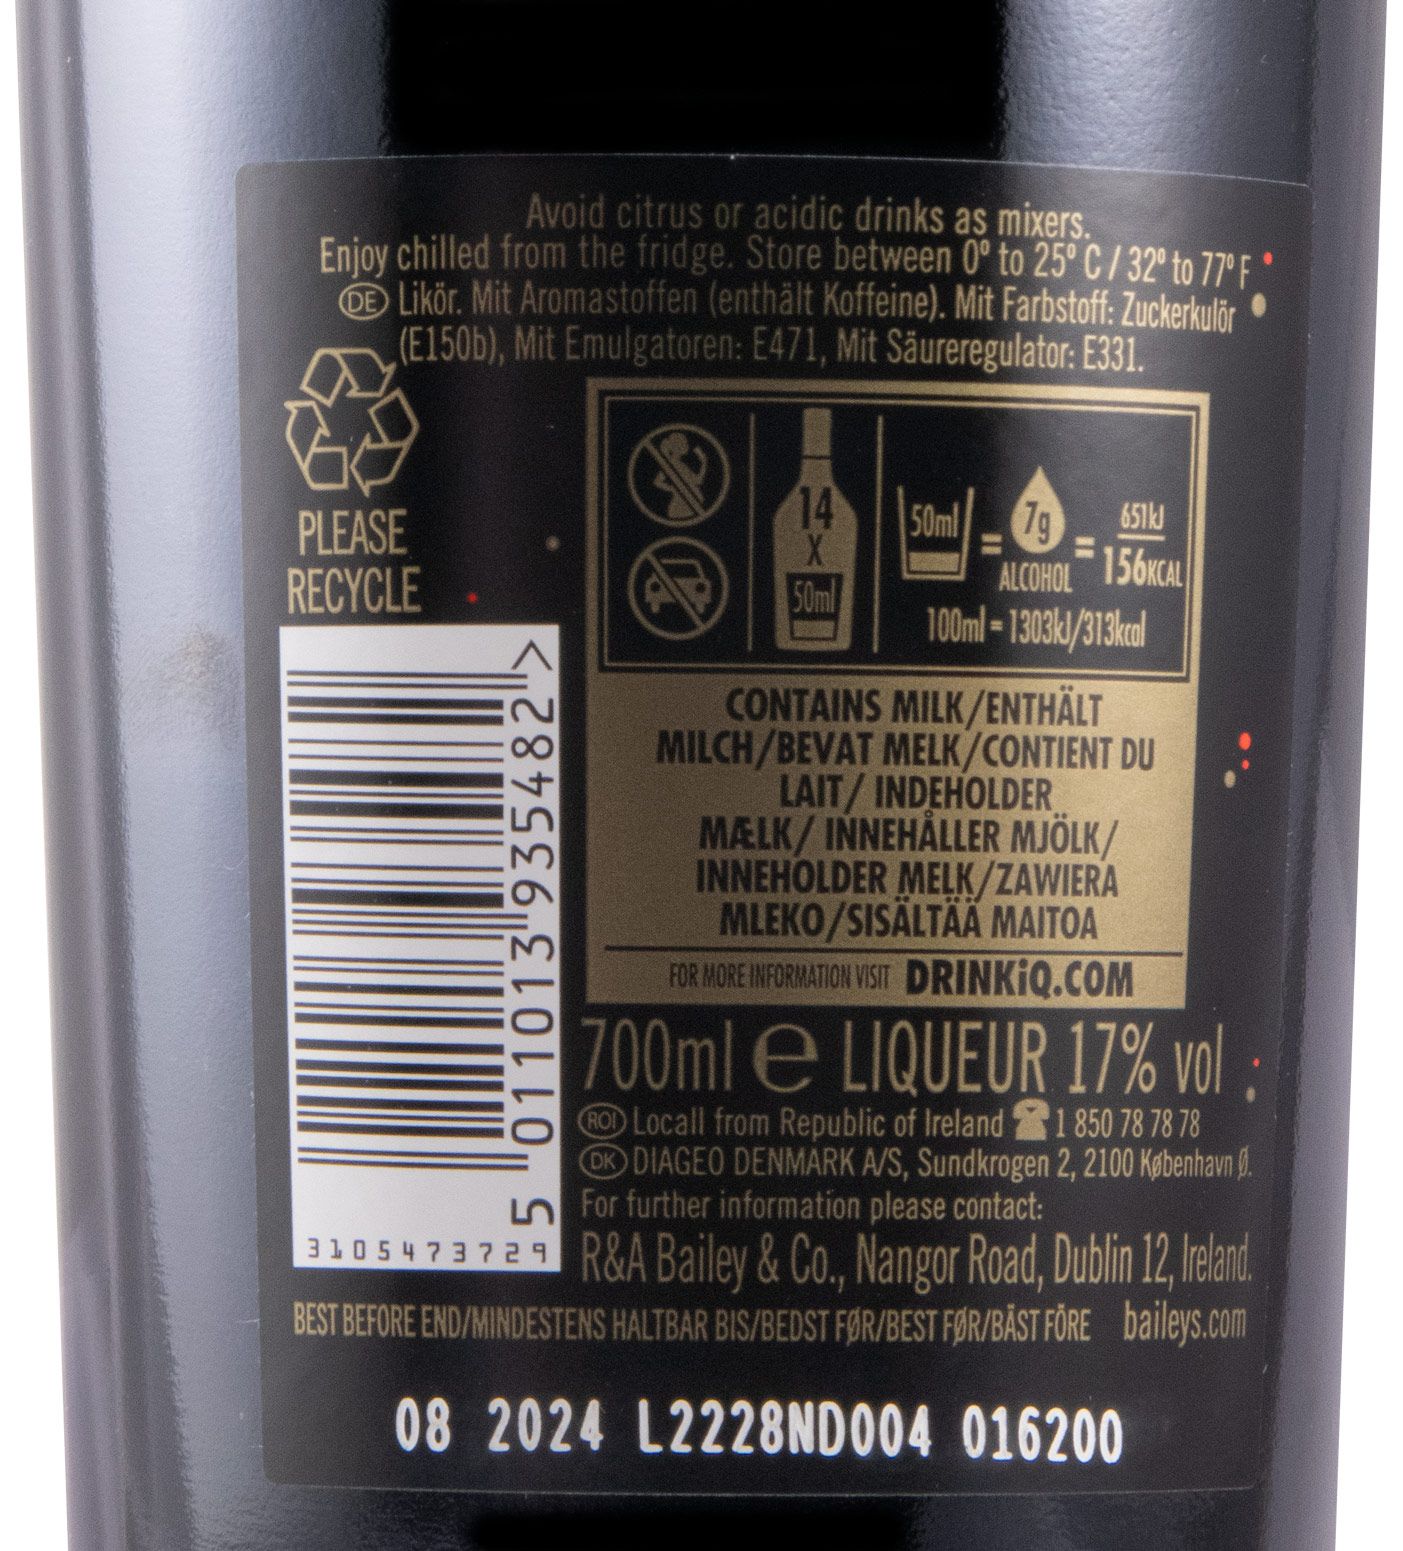 Avoid citrus or acidic drinks as mixers.
Enjoy chilled from the fridge. Store between 0º to 25º C / 32º to 77º F
DE Likör. Mit Aromastoffen (enthält Koffeine). Mit Farbstoff: Zuckerkulör
(E150b), Mit Emulgatoren: E471, Mit Säureregulator: E331.
PLEASE
RECYCLE
14
X
50ml
50ml = 7g ALCOHOL = 651kJ
156KCAL
100ml = 1303kJ/313kcal
CONTAINS MILK/ENTHÄLT
MILCH/BEVAT MELK/CONTIENT DU
LAIT/ INDEHOLDER
MÆLK/ INNEHÅLLER MJÖLK/
INNEHOLDER MELK/ZAWIERA
MLEKO/SISÄLTÄÄ MAITOA
FOR MORE INFORMATION VISIT DRINKiQ.COM
5 011013 935482 >
3105473729
700ml e LIQUEUR 17% vol
ROI Locall from Republic of Ireland 1 850 78 78 78
DK DIAGEO DENMARK A/S, Sundkrogen 2, 2100 København Ø.
For further information please contact:
R&A Bailey & Co., Nangor Road, Dublin 12, Ireland.
BEST BEFORE END/MINDESTENS HALTBAR BIS/BEDST FØR/BEST FØR/BÄST FÖRE baileys.com
08 2024 L2228ND004 016200